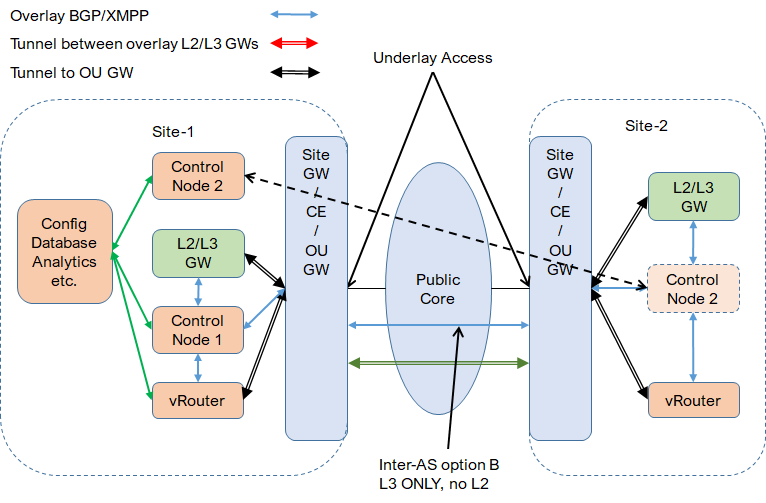 Overlay BGP/XMPP
Tunnel between overlay L2/L3 GWs
Tunnel to OU GW
Underlay Access
Site-1
Site-2
Config
Database
Analytics
etc.
Control
Node 2
L2/L3
GW
Control
Node 1
vRouter
Site
GW
/
CE
/
OU
GW
Public
Core
Site
GW
/
CE
/
OU
GW
L2/L3
GW
Control
Node 2
vRouter
Inter-AS option B
L3 ONLY, no L2